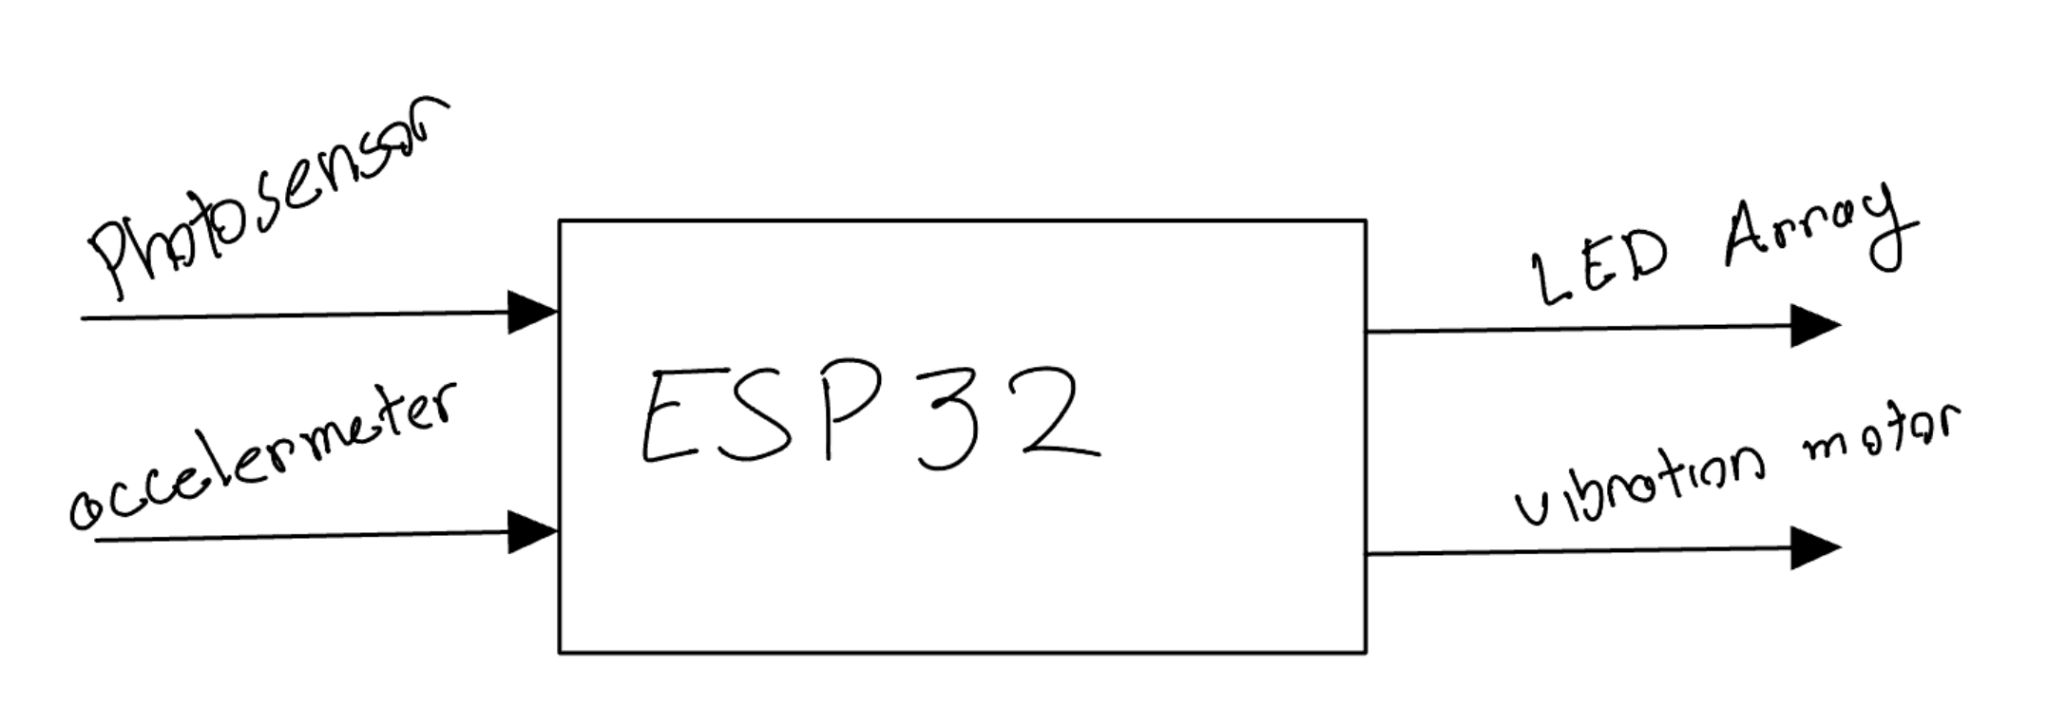 Photosensor
accelermeter
ESP32
LED Array
vibration motor